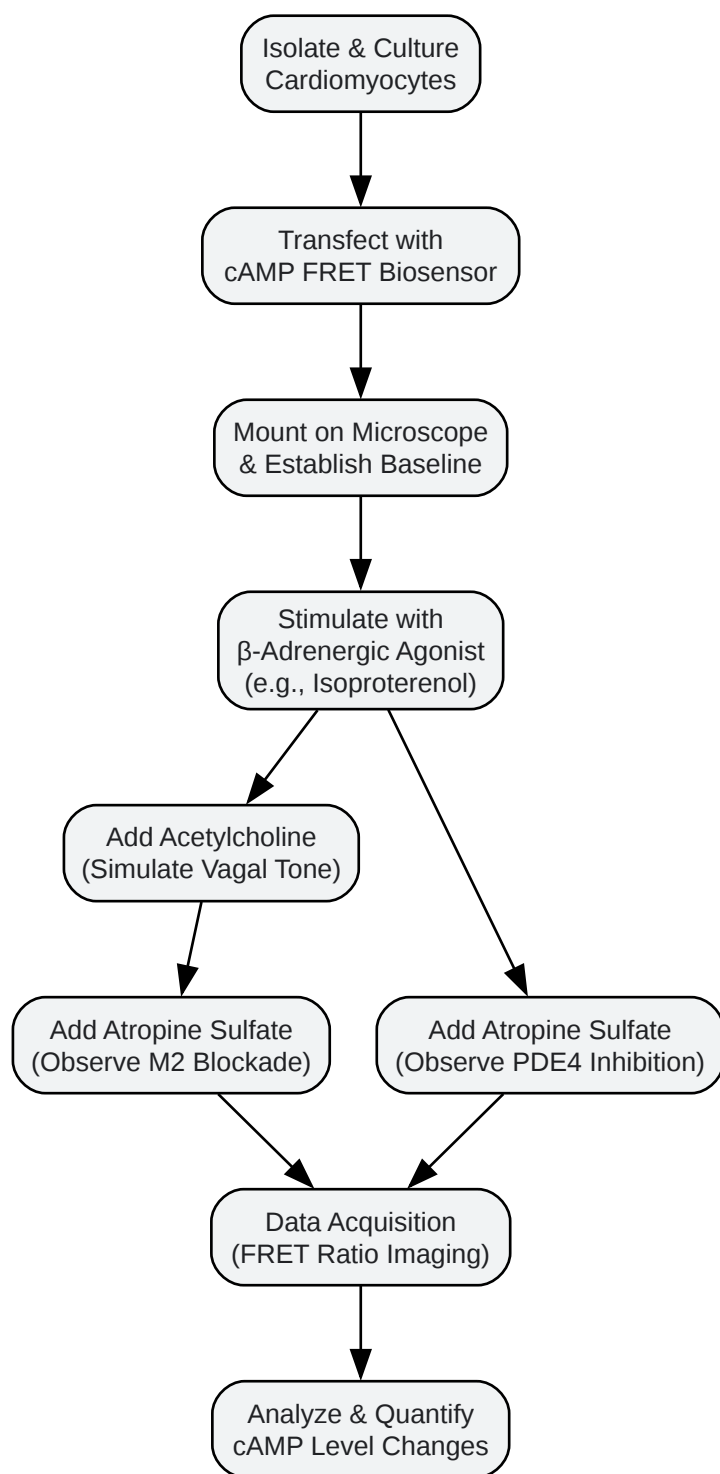 Isolate & Culture
Cardiomyocytes
Transfect with
cAMP FRET Biosensor
Mount on Microscope
& Establish Baseline
Stimulate with
β-Adrenergic Agonist
(e.g., Isoproterenol)
Add Acetylcholine
(Simulate Vagal Tone)
Add Atropine Sulfate
(Observe M2 Blockade)
Add Atropine Sulfate
(Observe PDE4 Inhibition)
Data Acquisition
(FRET Ratio Imaging)
Analyze & Quantify
cAMP Level Changes